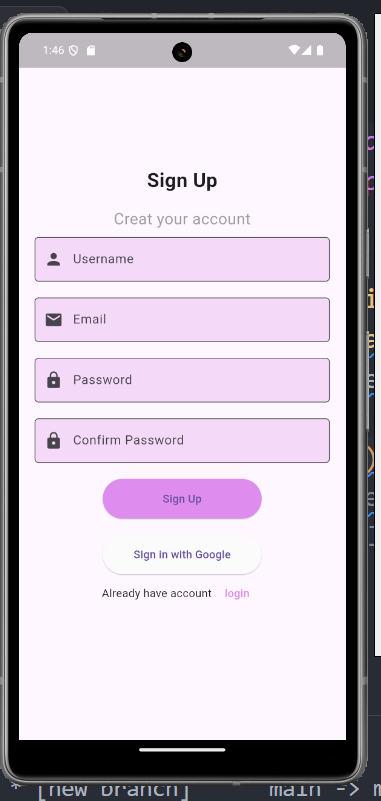 1:46
Sign Up
Creat your account
Username
Email
Password
Confirm Password
Sign Up
Sign in with Google
Already have account login
* [new branch] main -> m